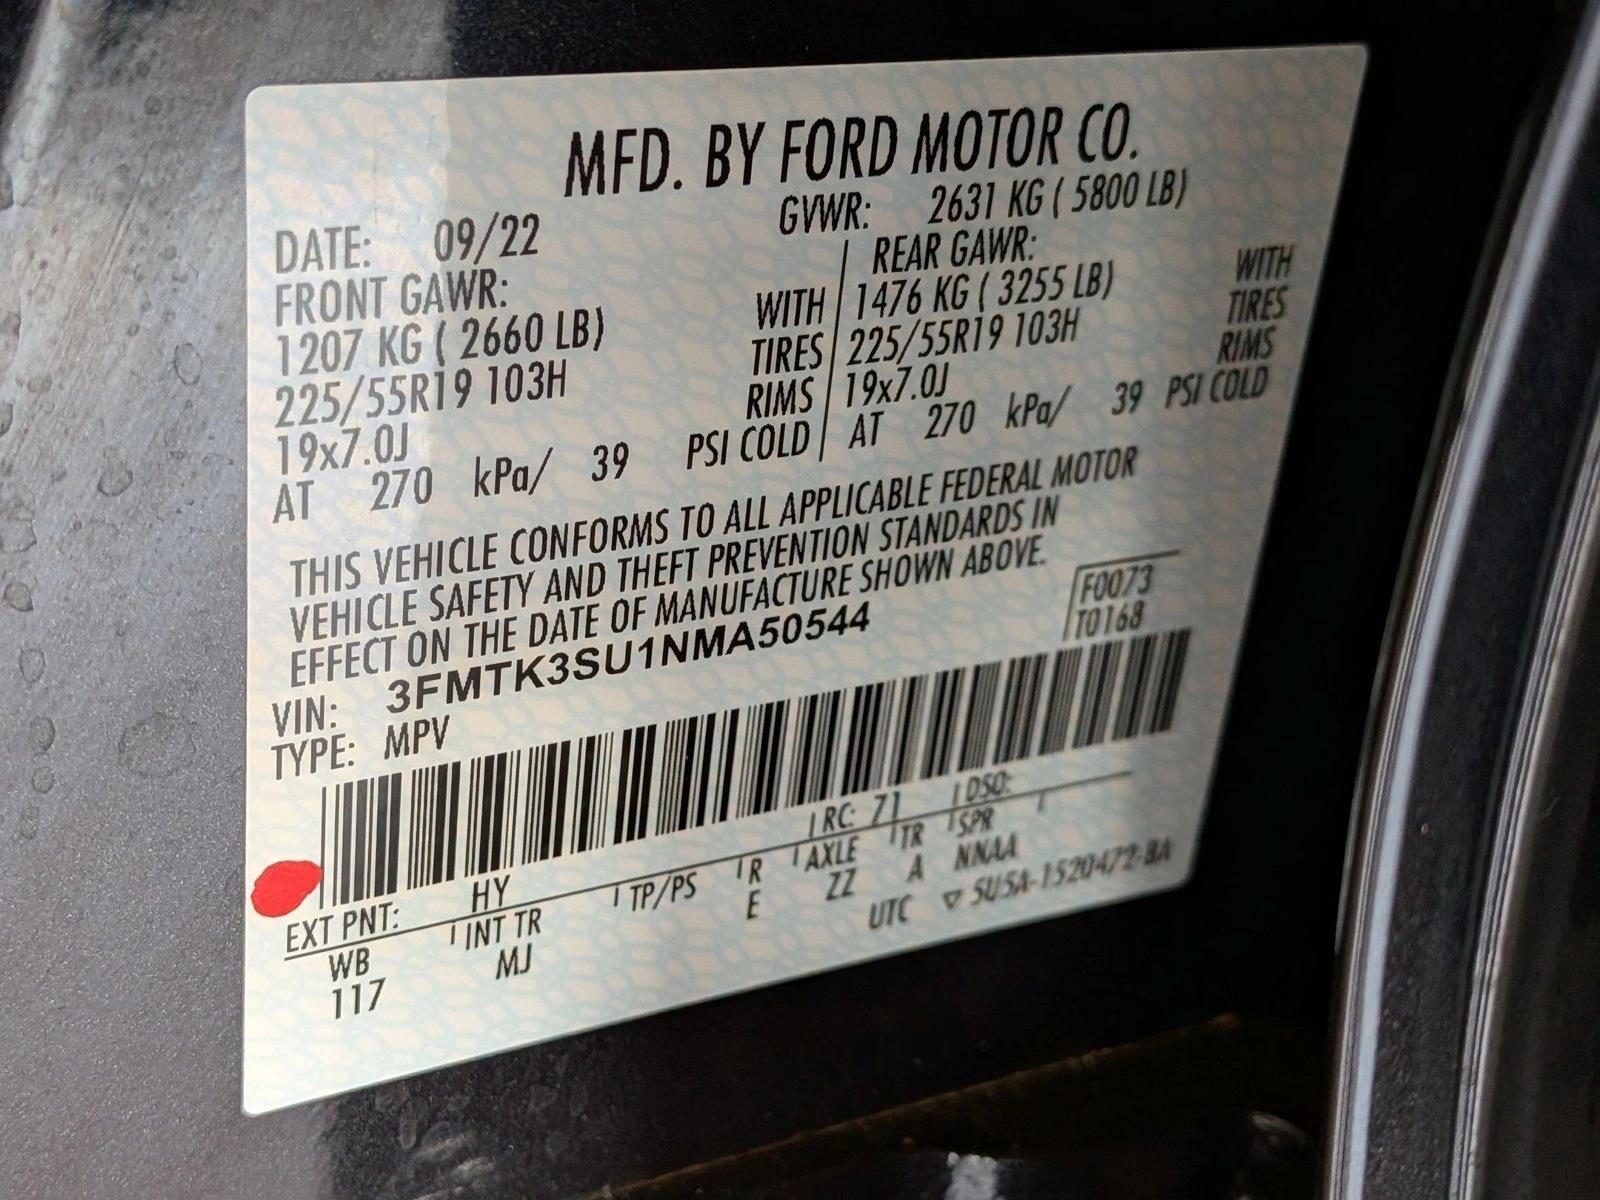 MFD. BY FORD MOTOR CO.
DATE: 09/22 GVWR: 2631 KG ( 5800 LB)
FRONT GAWR: REAR GAWR:
1207 KG ( 2660 LB) WITH 1476 KG ( 3255 LB) WITH
225/55R19 103H TIRES 225/55R19 103H TIRES
19x7.0J RIMS 19x7.0J RIMS
AT 270 kPa/ 39 PSI COLD AT 270 kPa/ 39 PSI COLD
THIS VEHICLE CONFORMS TO ALL APPLICABLE FEDERAL MOTOR
VEHICLE SAFETY AND THEFT PREVENTION STANDARDS IN
EFFECT ON THE DATE OF MANUFACTURE SHOWN ABOVE.
VIN: 3FMTK3SU1NMA50544 F0073
TYPE: MPV T0168
EXT PNT: HY RC: 71 DSO:
WB INT TR TP/PS R AXLE TR SPR
117 MJ E ZZ A NNAA
UTC ▽ SU5A-1520472-BA